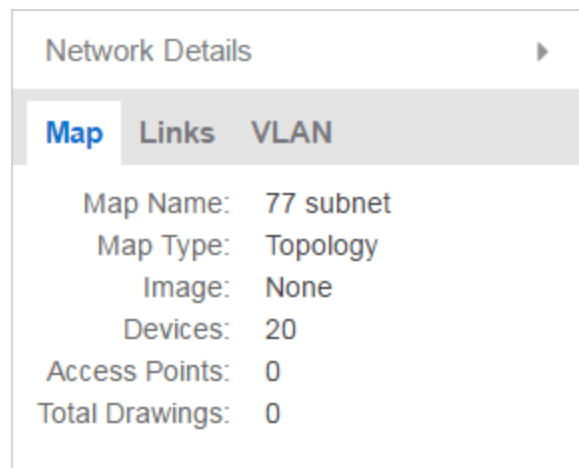 Network Details
Map Links VLAN
Map Name: 77 subnet
Map Type: Topology
Image: None
Devices: 20
Access Points: 0
Total Drawings: 0